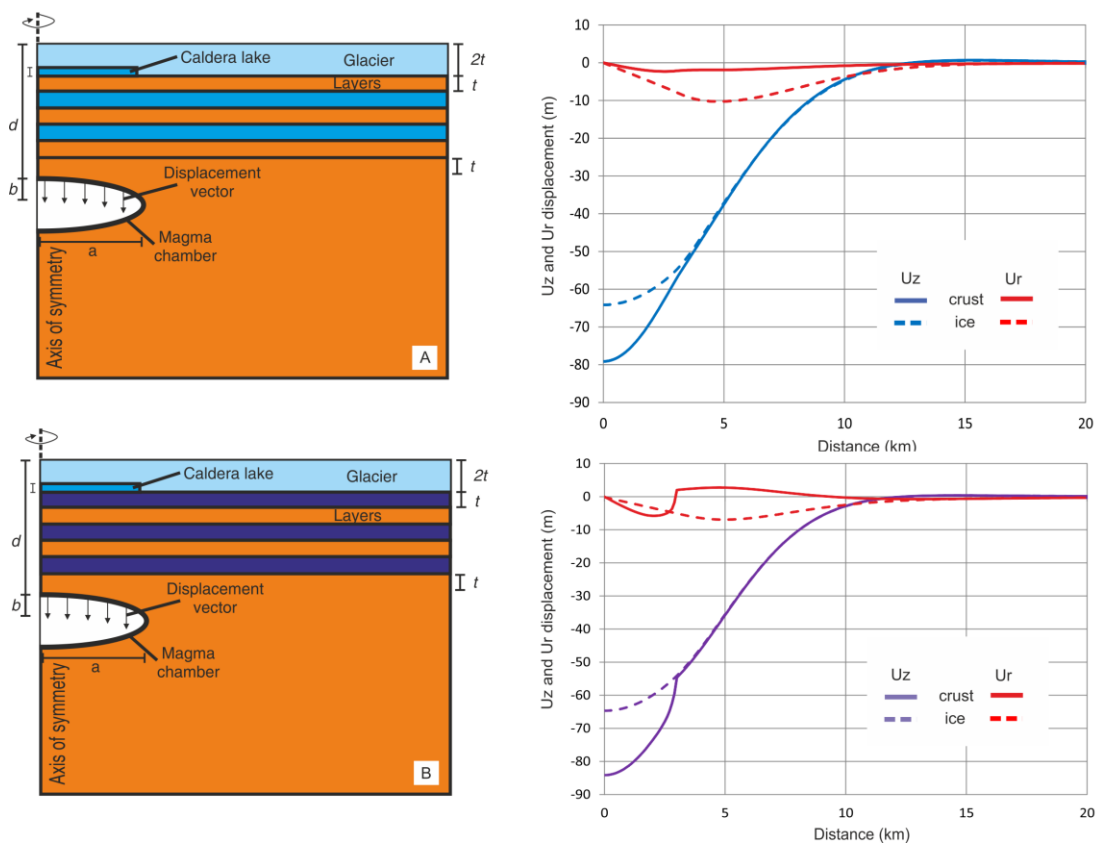 Caldera lake
Glacier
2t
Layers
t
d
Displacement
vector
t
b
Magma
chamber
a
Axis of symmetry
A
10
0
-10
-20
-30
-40
-50
-60
-70
-80
-90
Uz and Ur displacement (m)
Uz Ur
crust
ice
0 5 10 15 20
Distance (km)
Caldera lake
Glacier
2t
t
Layers
d
Displacement
vector
t
b
Magma
chamber
a
Axis of symmetry
B
10
0
-10
-20
-30
-40
-50
-60
-70
-80
-90
Uz and Ur displacement (m)
Uz Ur
crust
ice
0 5 10 15 20
Distance (km)